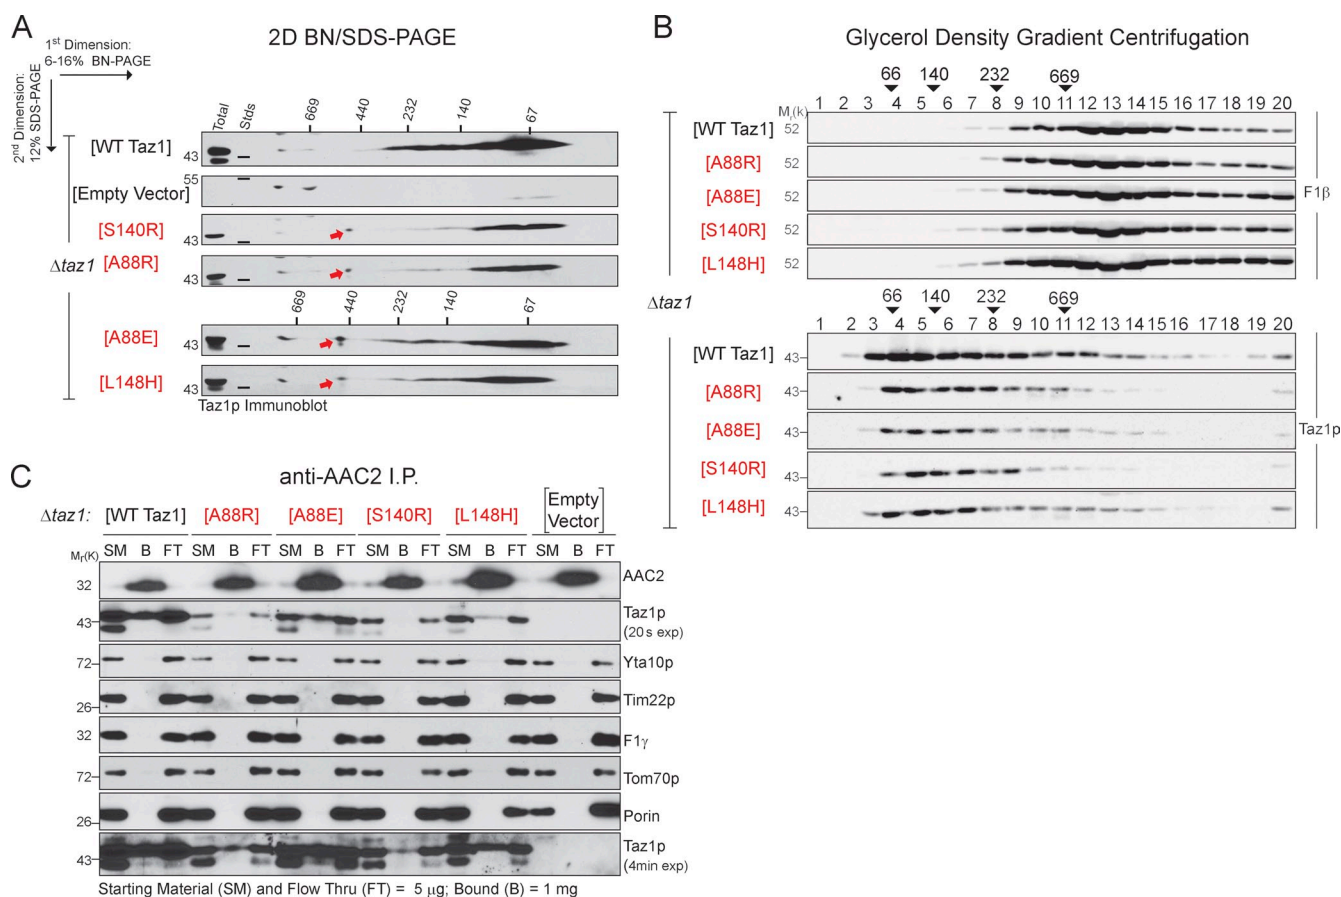 A
2D BN/SDS-PAGE
1st Dimension:
6-16% BN-PAGE
2nd Dimension:
12% SDS-PAGE
Total
Stds
669
440
232
140
67
[WT Taz1]
43
[Empty Vector]
55
[S140R]
43
Δtaz1
[A88R]
43
669
440
232
140
67
[A88E]
43
[L148H]
43
Taz1p Immunoblot
B
Glycerol Density Gradient Centrifugation
66 140 232 669
Mr(k) 1 2 3 4 5 6 7 8 9 10 11 12 13 14 15 16 17 18 19 20
[WT Taz1] 52
[A88R] 52
[A88E] 52
F1β
[S140R] 52
[L148H] 52
Δtaz1
66 140 232 669
1 2 3 4 5 6 7 8 9 10 11 12 13 14 15 16 17 18 19 20
[WT Taz1] 43
[A88R] 43
[A88E] 43
Taz1p
[S140R] 43
[L148H] 43
C
anti-AAC2 I.P.
Δtaz1: [WT Taz1] [A88R] [A88E] [S140R] [L148H] [Empty Vector]
Mr(K) SM B FT SM B FT SM B FT SM B FT SM B FT SM B FT
32 AAC2
43 Taz1p
(20s exp)
72 Yta10p
26 Tim22p
32 F1γ
72 Tom70p
26 Porin
43 Taz1p
(4min exp)
Starting Material (SM) and Flow Thru (FT) = 5 μg; Bound (B) = 1 mg